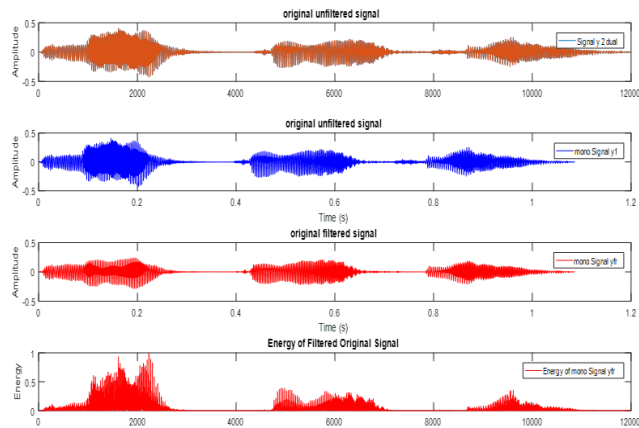 original unfiltered signal
Amplitude
0.5
0
-0.5
Signal y 2 dual
0 2000 4000 6000 8000 10000 12000
original unfiltered signal
Amplitude
0.5
0
-0.5
mono Signal y1
0 0.2 0.4 0.6 0.8 1 1.2
Time (s)
original filtered signal
Amplitude
0.5
0
-0.5
mono Signal yfr
0 0.2 0.4 0.6 0.8 1 1.2
Time (s)
Energy of Filtered Original Signal
Energy
1
0.5
0
Energy of mono Signal yfr
0 2000 4000 6000 8000 10000 12000